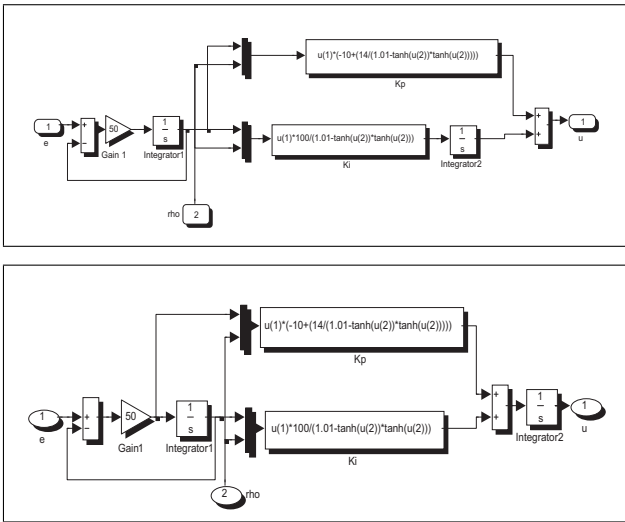 u(1)*(-10+(14/(1.01-tanh(u(2))*tanh(u(2)))))
Kp
1
e
+
−
50
Gain 1
1
s
Integrator1
u(1)*100/(1.01-tanh(u(2))*tanh(u(2)))
Ki
1
s
Integrator2
+
+
1
u
rho
2
u(1)*(-10+(14/(1.01-tanh(u(2))*tanh(u(2)))))
Kp
1
e
+
−
50
Gain1
1
s
Integrator1
u(1)*100/(1.01-tanh(u(2))*tanh(u(2)))
Ki
+
+
1
s
Integrator2
1
u
2
rho